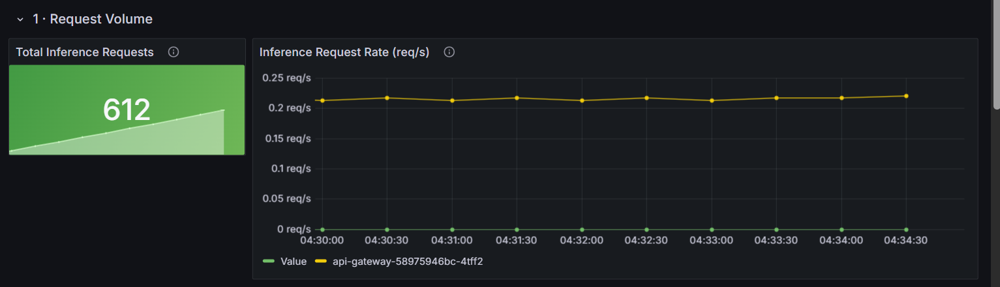 1 · Request Volume
Total Inference Requests
612
Inference Request Rate (req/s)
0.25 req/s
0.2 req/s
0.15 req/s
0.1 req/s
0.05 req/s
0 req/s
04:30:00 04:30:30 04:31:00 04:31:30 04:32:00 04:32:30 04:33:00 04:33:30 04:34:00 04:34:30
Value api-gateway-58975946bc-4tff2